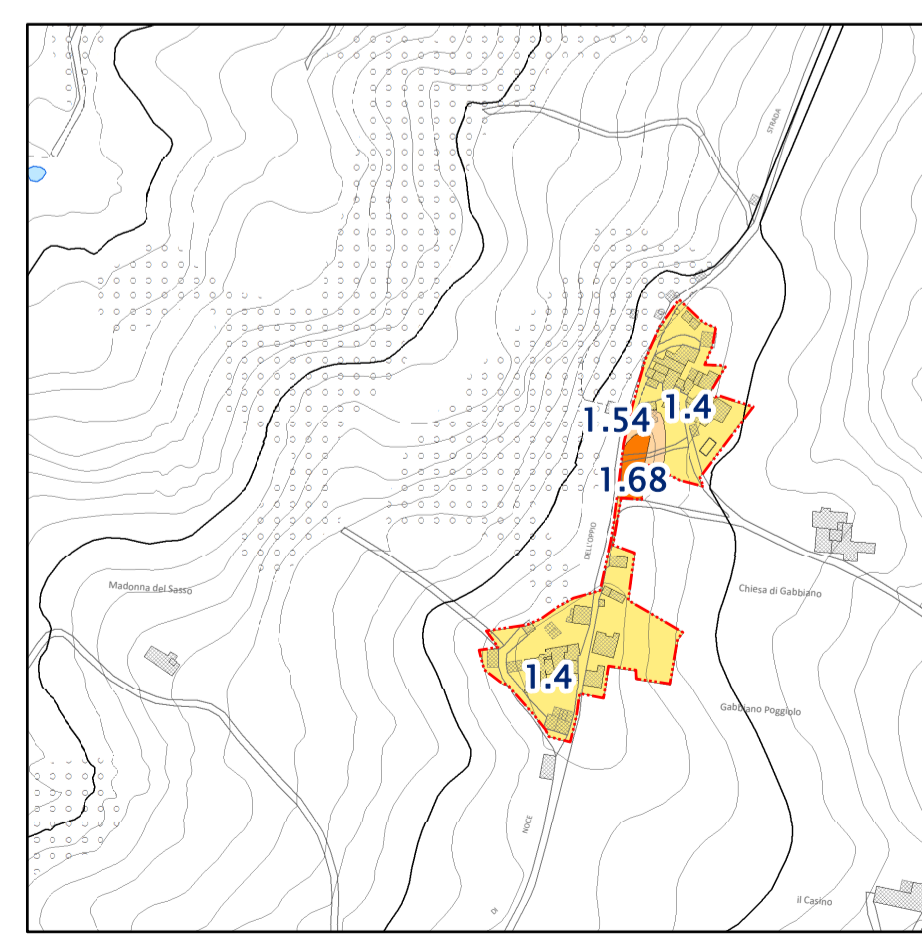 STRADA
1.4
1.54
1.68
DELL'OPPIO
Madonna del Sasso
Chiesa di Gabbiano
1.4
Gabbiano Poggiolo
NOCE
il Casino
DI